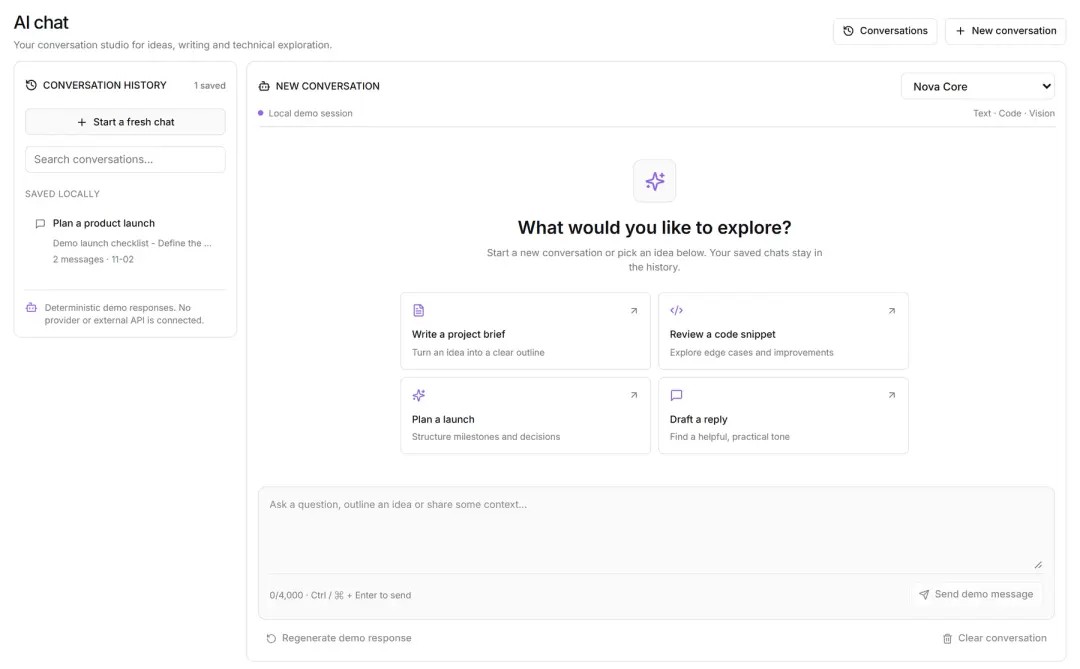 AI chat
Your conversation studio for ideas, writing and technical exploration.
Conversations
New conversation
CONVERSATION HISTORY
1 saved
Start a fresh chat
Search conversations...
SAVED LOCALLY
Plan a product launch
Demo launch checklist - Define the ...
2 messages · 11-02
Deterministic demo responses. No
provider or external API is connected.
NEW CONVERSATION
Nova Core
Local demo session
Text · Code · Vision
What would you like to explore?
Start a new conversation or pick an idea below. Your saved chats stay in
the history.
Write a project brief
Turn an idea into a clear outline
Review a code snippet
Explore edge cases and improvements
Plan a launch
Structure milestones and decisions
Draft a reply
Find a helpful, practical tone
Ask a question, outline an idea or share some context...
0/4,000 · Ctrl / ⌘ + Enter to send
Send demo message
Regenerate demo response
Clear conversation